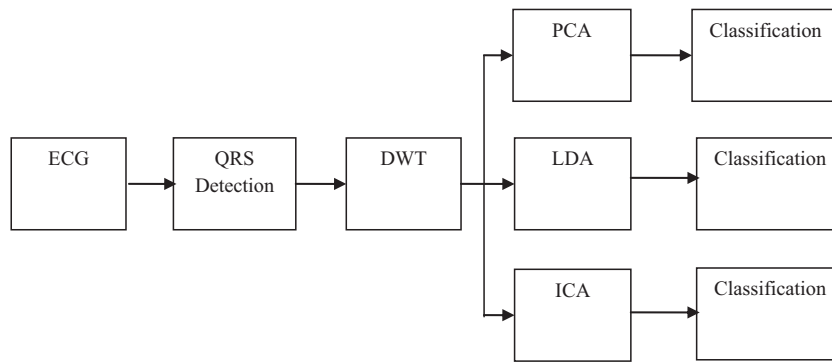 PCA
Classification
ECG
QRS
Detection
DWT
LDA
Classification
ICA
Classification